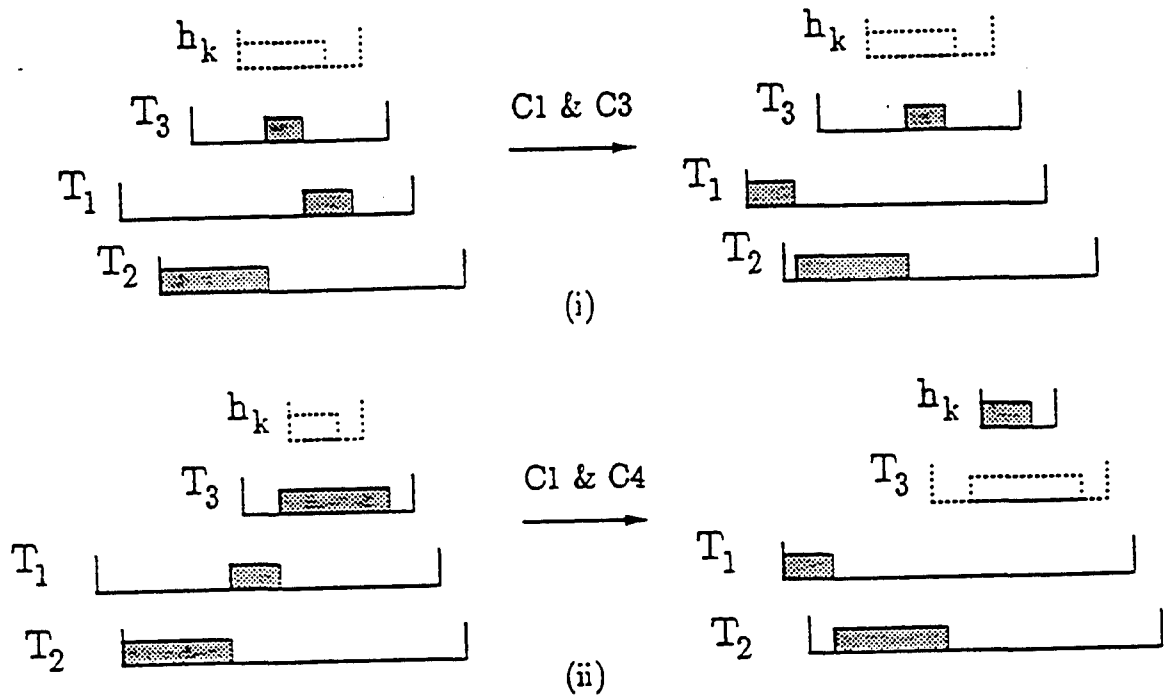 h_k h_k
T_3 C1 & C3 T_3
T_1 T_1
T_2 T_2
(i)
h_k h_k
T_3 C1 & C4 T_3
T_1 T_1
T_2 T_2
(ii)